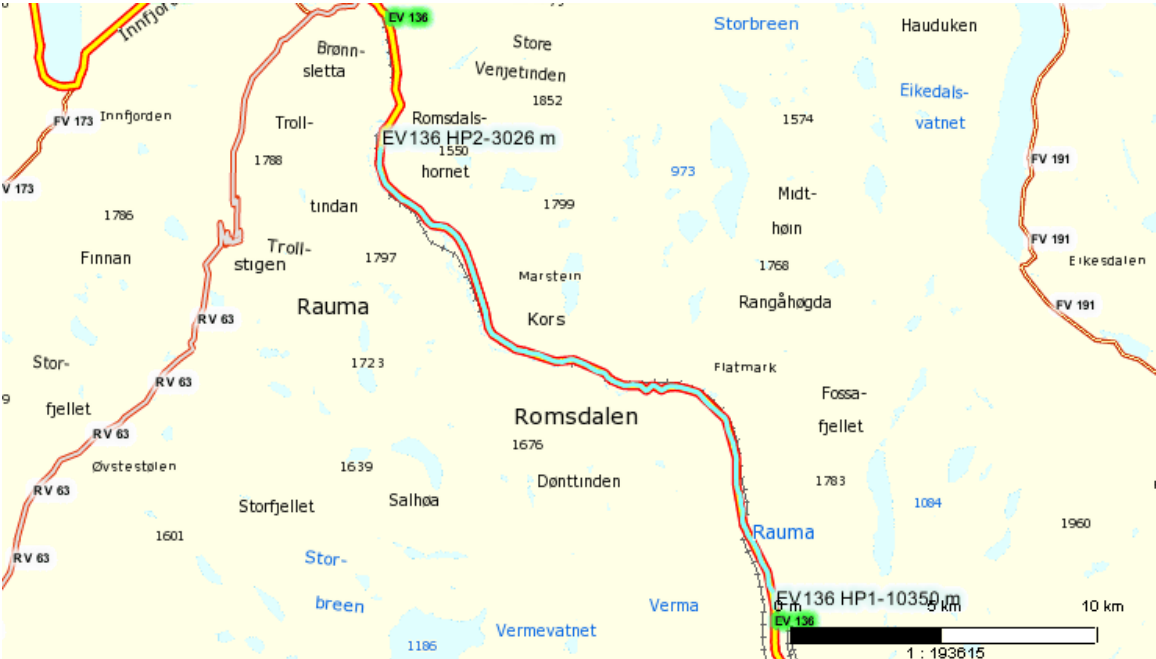 Innfjor
EV 136
Storbreen
Hauduken
Brønn-
sletta
Store
Venjetinden
1852
Eikedals-
vatnet
FV 173
Innfjorden
Troll-
Romsdals-
EV136 HP2-3026 m
1550
hornet
1574
1788
973
FV 191
V 173
1786
tindan
1799
Midt-
høin
FV 191
Finnan
Troll-
stigen
1797
Marstein
1768
Eikesdalen
Rauma
Kors
Rangåhøgda
FV 191
RV 63
Stor-
fjellet
1723
Flatmark
RV 63
9
Fossa-
fjellet
Romsdalen
RV 63
1676
Øvstestølen
1639
Dønttinden
1783
RV 63
Storfjellet
Salhøa
1084
1601
Rauma
1960
RV 63
Stor-
breen
EV136 HP1-10350 m
0 m
5 km
10 km
Verma
EV 136
Vermevatnet
1186
1 : 193615